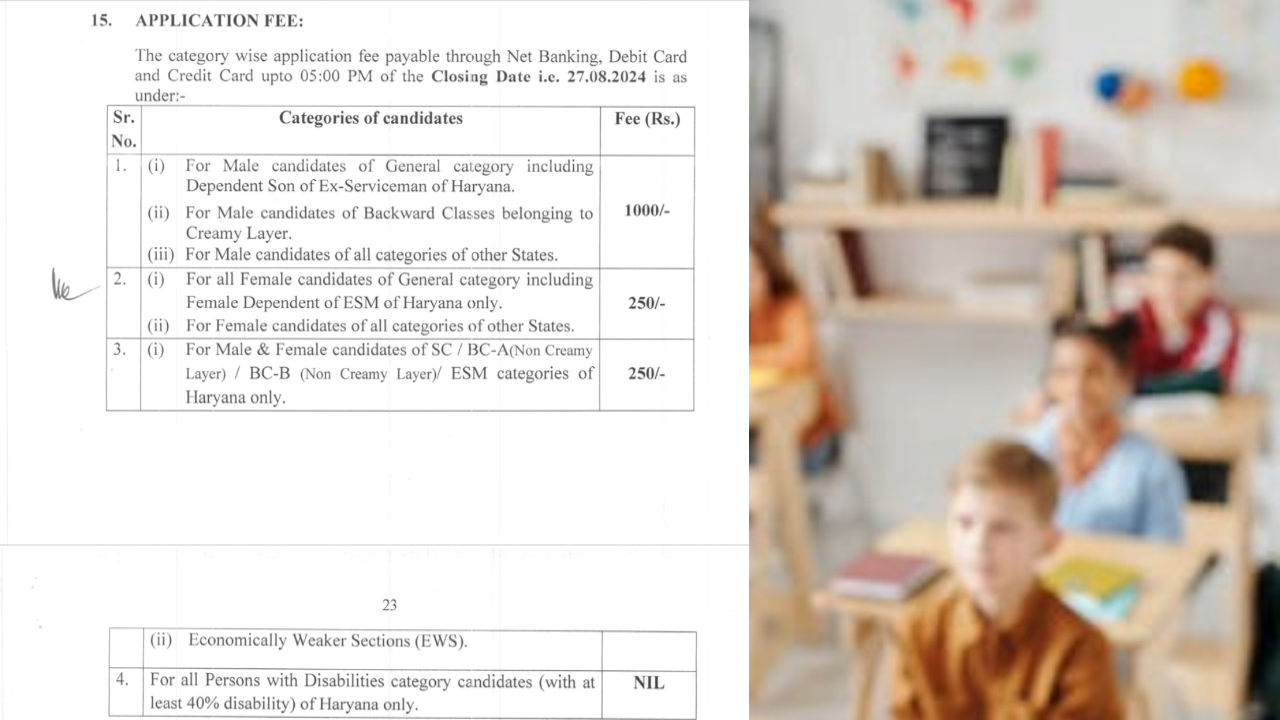 15. APPLICATION FEE:
The category wise application fee payable through Net Banking, Debit Card
and Credit Card upto 05:00 PM of the Closing Date i.e. 27.08.2024 is as
under:-
Sr. No. Categories of candidates Fee (Rs.)
1. (i) For Male candidates of General category including
Dependent Son of Ex-Serviceman of Haryana.
(ii) For Male candidates of Backward Classes belonging to
Creamy Layer.
1000/-
(iii) For Male candidates of all categories of other States.
2. (i) For all Female candidates of General category including
Female Dependent of ESM of Haryana only.
250/-
(ii) For Female candidates of all categories of other States.
3. (i) For Male & Female candidates of SC / BC-A(Non Creamy
Layer) / BC-B (Non Creamy Layer)/ ESM categories of
250/-
Haryana only.
23
(ii) Economically Weaker Sections (EWS).
4. For all Persons with Disabilities category candidates (with at
least 40% disability) of Haryana only.
NIL